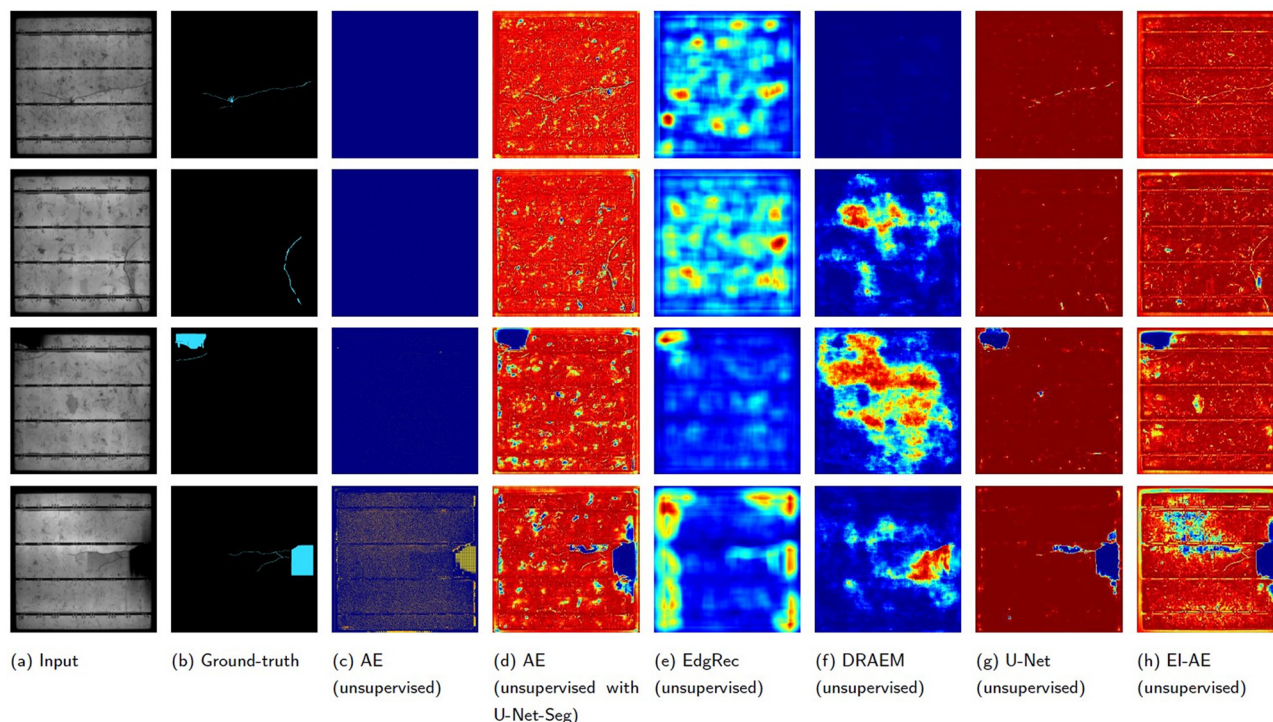 (a) Input
(b) Ground-truth
(c) AE
(unsupervised)
(d) AE
(unsupervised with
U-Net-Seg)
(e) EdgRec
(unsupervised)
(f) DRAEM
(unsupervised)
(g) U-Net
(unsupervised)
(h) EI-AE
(unsupervised)